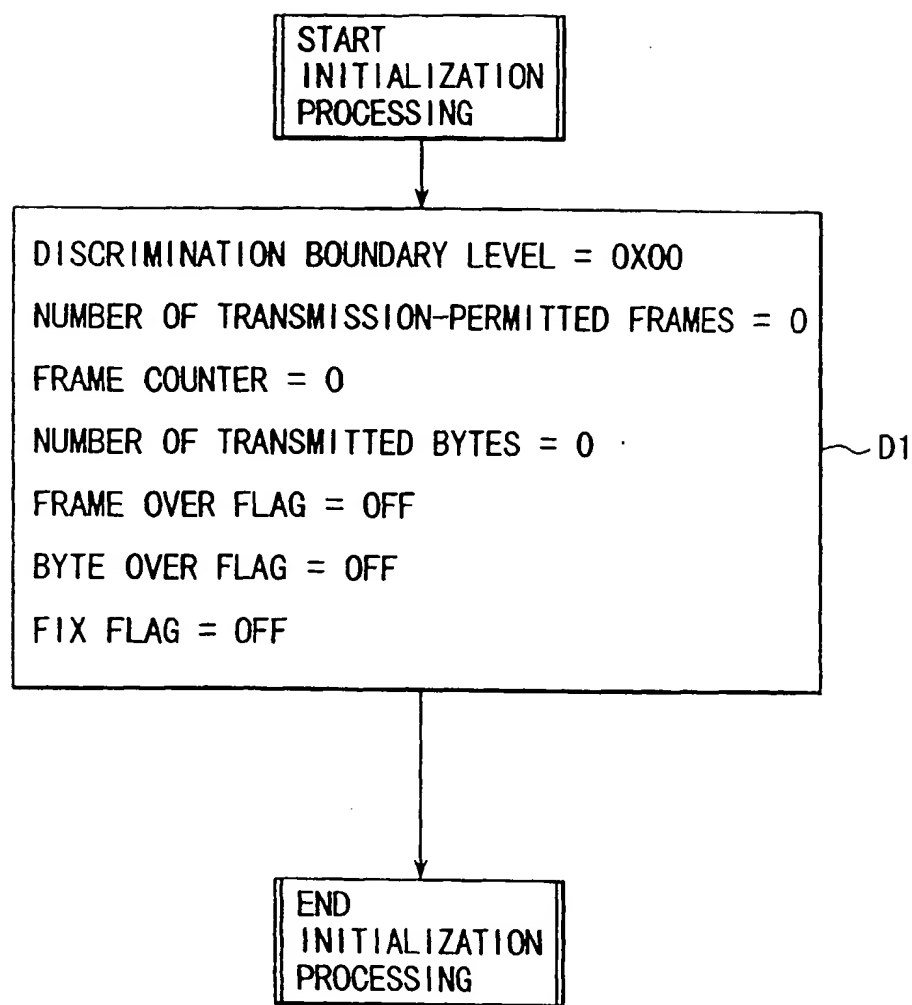 START
INITIALIZATION
PROCESSING
DISCRIMINATION BOUNDARY LEVEL = 0X00
NUMBER OF TRANSMISSION-PERMITTED FRAMES = 0
FRAME COUNTER = 0
NUMBER OF TRANSMITTED BYTES = 0
FRAME OVER FLAG = OFF
BYTE OVER FLAG = OFF
FIX FLAG = OFF
D1
END
INITIALIZATION
PROCESSING